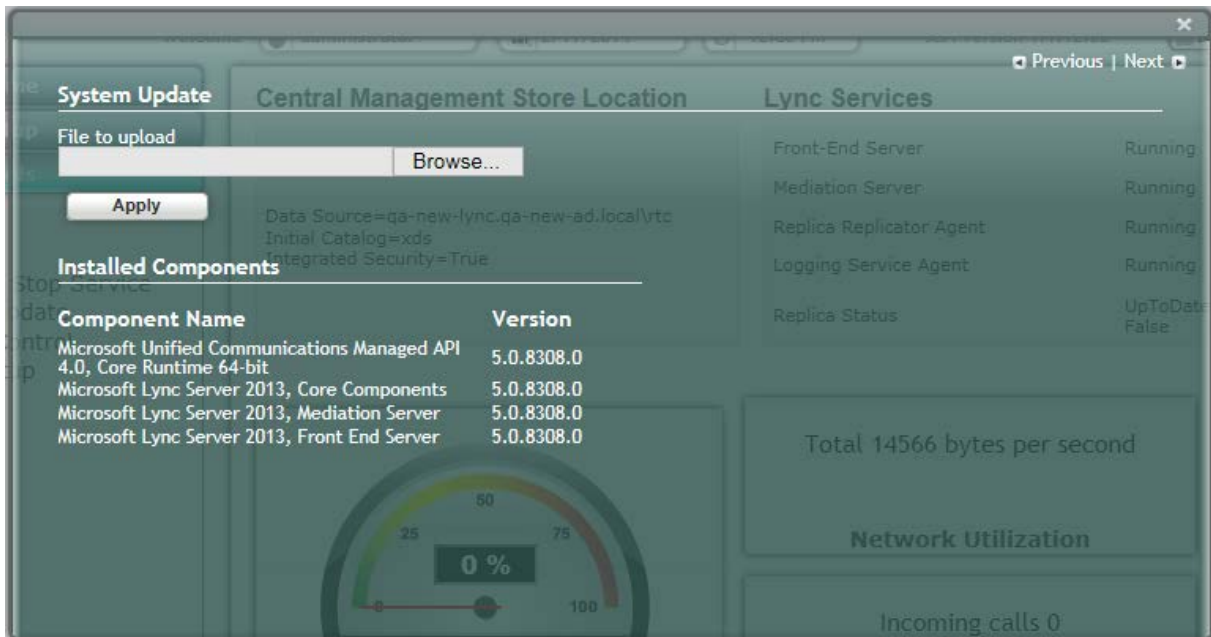 Previous | Next
System Update
Central Management Store Location
Lync Services
File to upload
Browse...
Apply
Front-End Server Running
Mediation Server Running
Replica Replicator Agent Running
Logging Service Agent Running
Replica Status UpToDate
False
Data Source=qa-new-lync.qa-new-ad.local\rtc
Initial Catalog=xds
Integrated Security=True
Installed Components
Stop Service
Component Name Version
Microsoft Unified Communications Managed API
4.0, Core Runtime 64-bit 5.0.8308.0
Microsoft Lync Server 2013, Core Components 5.0.8308.0
Microsoft Lync Server 2013, Mediation Server 5.0.8308.0
Microsoft Lync Server 2013, Front End Server 5.0.8308.0
0 25 50 75 100
0 %
Total 14566 bytes per second
Network Utilization
Incoming calls 0